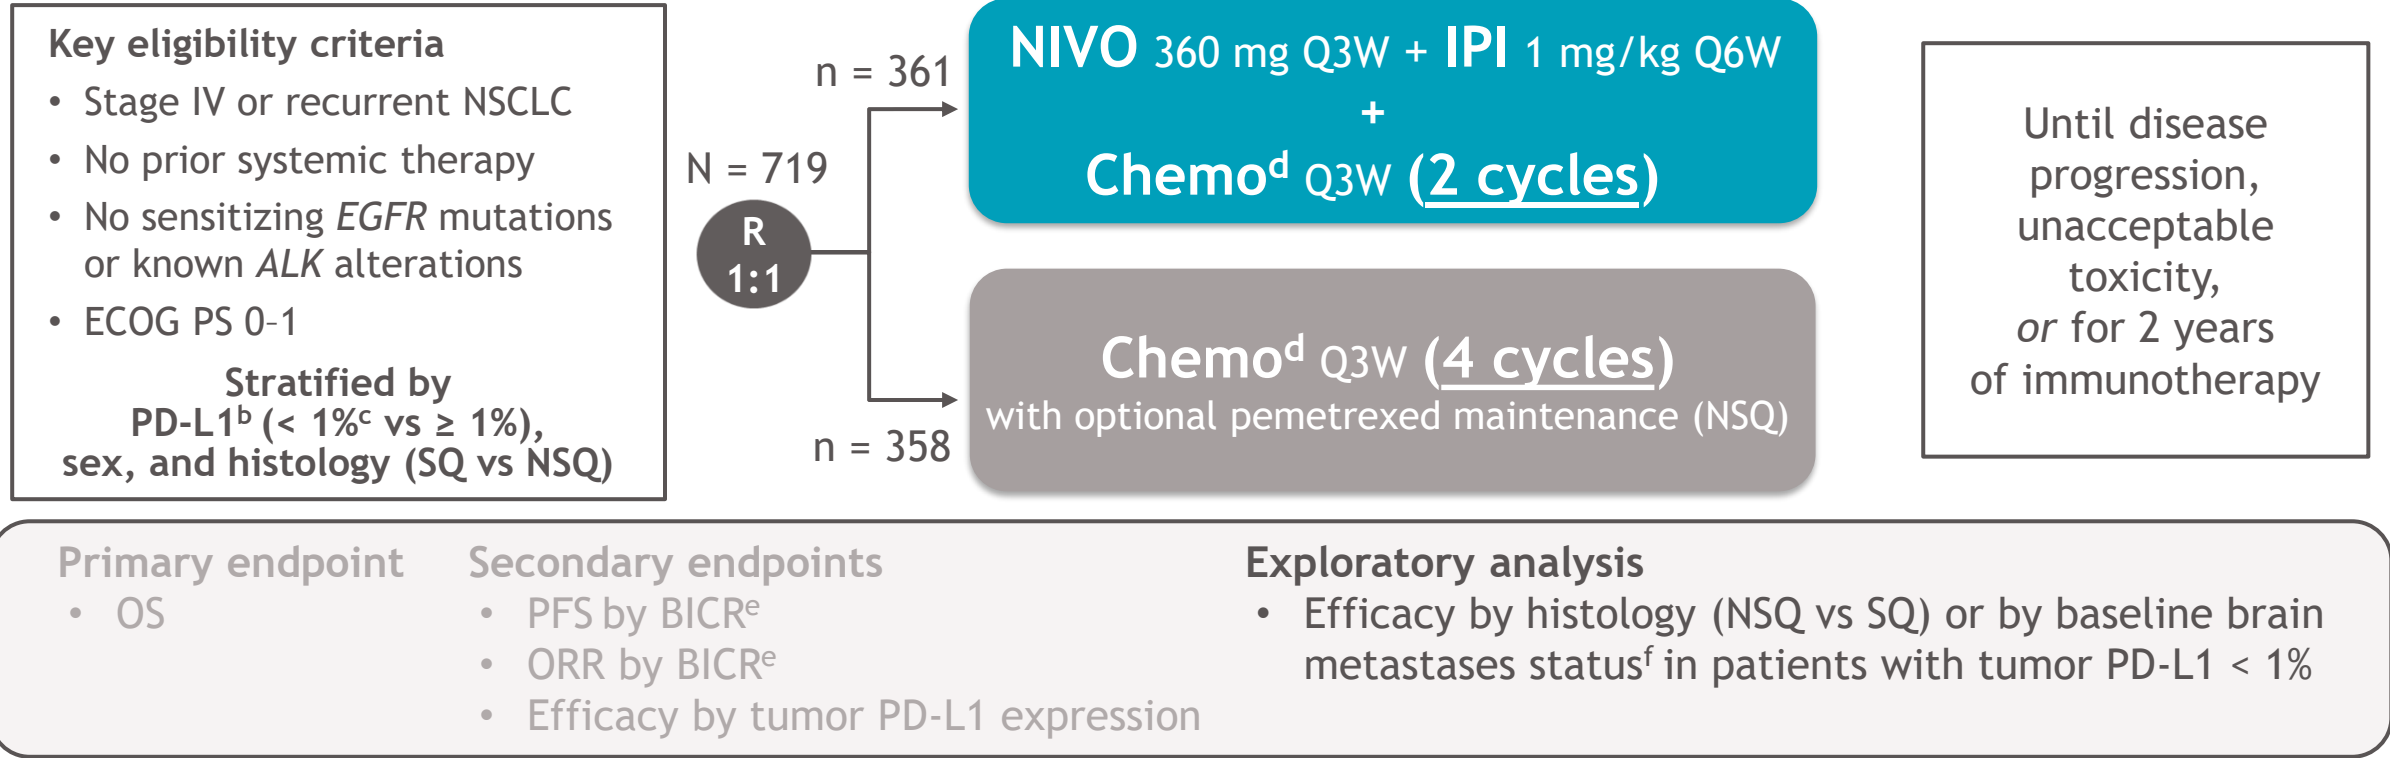 Key eligibility criteria
• Stage IV or recurrent NSCLC
• No prior systemic therapy
• No sensitizing EGFR mutations
or known ALK alterations
• ECOG PS 0–1
Stratified by
PD-L1ᵇ (< 1%ᶜ vs ≥ 1%),
sex, and histology (SQ vs NSQ)
N = 719
R
1:1
n = 361
n = 358
NIVO 360 mg Q3W + IPI 1 mg/kg Q6W
+
Chemoᵈ Q3W (2 cycles)
Chemoᵈ Q3W (4 cycles)
with optional pemetrexed maintenance (NSQ)
Until disease
progression,
unacceptable
toxicity,
or for 2 years
of immunotherapy
Primary endpoint
• OS
Secondary endpoints
• PFS by BICRᵉ
• ORR by BICRᵉ
• Efficacy by tumor PD-L1 expression
Exploratory analysis
• Efficacy by histology (NSQ vs SQ) or by baseline brain
metastases statusᶠ in patients with tumor PD-L1 < 1%